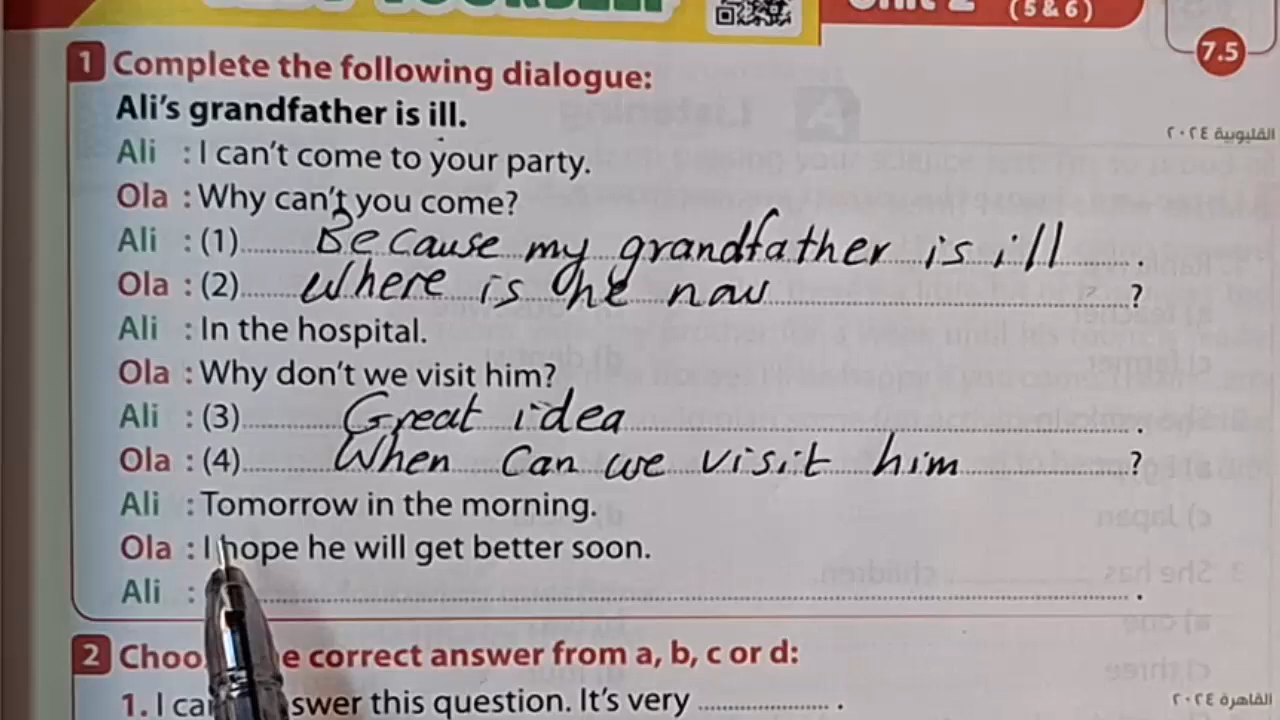 Unit 2 (5 & 6)
7.5
1 Complete the following dialogue:
Ali's grandfather is ill.
القليوبية ٢٠٢٤
Ali : I can't come to your party.
Ola : Why can't you come?
Ali : (1) Because my grandfather is ill .
Ola : (2) Where is he now ?
Ali : In the hospital.
Ola : Why don't we visit him?
Ali : (3) Great idea .
Ola : (4) When can we visit him ?
Ali : Tomorrow in the morning.
Ola : I hope he will get better soon.
Ali : .
2 the correct answer from a, b, c or d:
1. I this question. It's very .................... .
القاهرة ٢٠٢٤